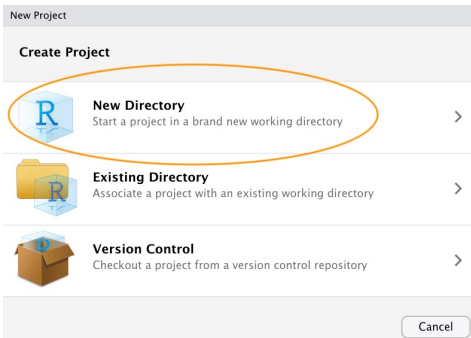 New Project
Create Project
R
New Directory
Start a project in a brand new working directory
R
Existing Directory
Associate a project with an existing working directory
R
Version Control
Checkout a project from a version control repository
Cancel